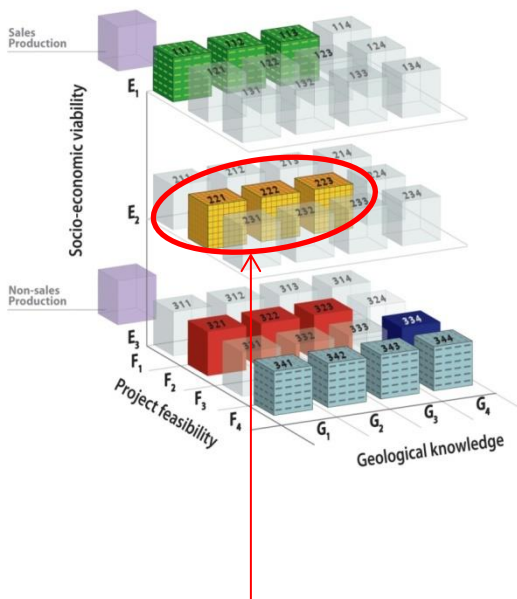 Sales
Production
Socio-economic viability
E1
111 112 113 114
121 122 123 124
131 132 133 134
E2
211 212 213 214
221 222 223 224
231 232 233 234
Non-sales
Production
E3
311 312 313 314
321 322 323 324
331 332 333 334
341 342 343 344
F1
F2
F3
F4
Project feasibility
G1
G2
G3
G4
Geological knowledge